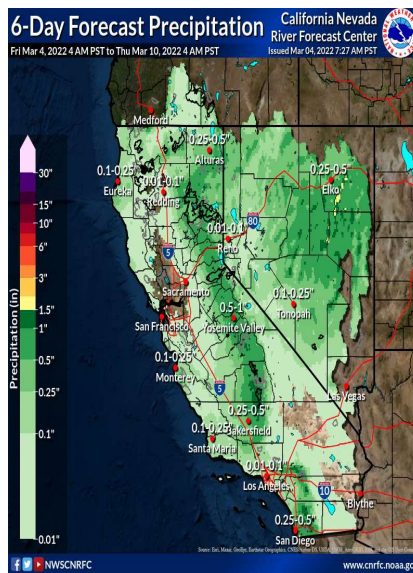 6-Day Forecast Precipitation
Fri Mar 4, 2022 4 AM PST to Thu Mar 10, 2022 4 AM PST
California Nevada
River Forecast Center
Issued Mar 04, 2022 7:27 AM PST
Medford
0.25-0.5"
Alturas
0.1-0.25"
Eureka
0.01-0.1"
Redding
0.25-0.5"
Elko
80
0.01-0.1"
Reno
5
Sacramento
San Francisco
0.5-1"
Yosemite Valley
0.1-0.25"
Tonopah
0.1-0.25"
Monterey
5
Las Vegas
0.25-0.5"
Bakersfield
0.1-0.25"
Santa Maria
0.01-0.1"
Los Angeles
10
Blythe
0.25-0.5"
San Diego
Precipitation (in)
30"
15"
10"
6"
3"
1.5"
1"
0.5"
0.25"
0.1"
0.01"
NWSCNRFC
www.cnrfc.noaa.go